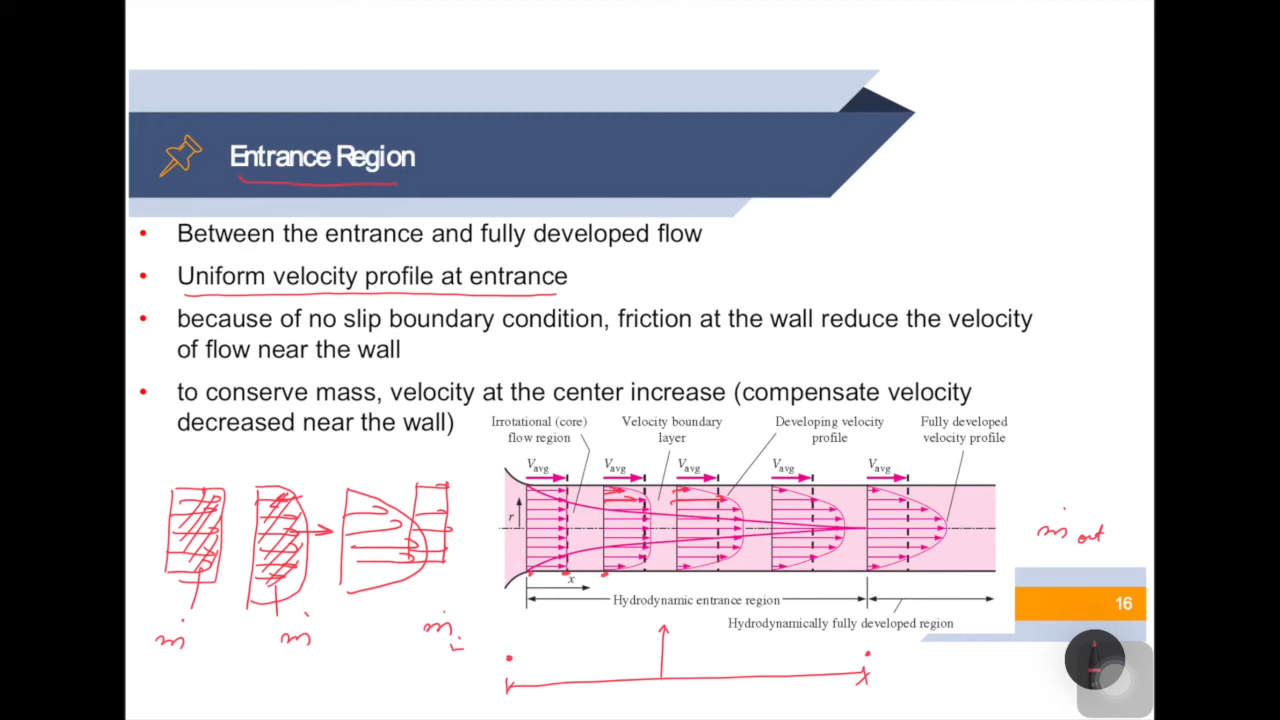 Entrance Region
• Between the entrance and fully developed flow
• Uniform velocity profile at entrance
• because of no slip boundary condition, friction at the wall reduce the velocity
of flow near the wall
• to conserve mass, velocity at the center increase (compensate velocity
decreased near the wall)
Irrotational (core)
flow region
Velocity boundary
layer
Developing velocity
profile
Fully developed
velocity profile
Vavg
Vavg
Vavg
Vavg
Vavg
r
x
Hydrodynamic entrance region
Hydrodynamically fully developed region
ṁ
ṁ
ṁi
ṁ out
16